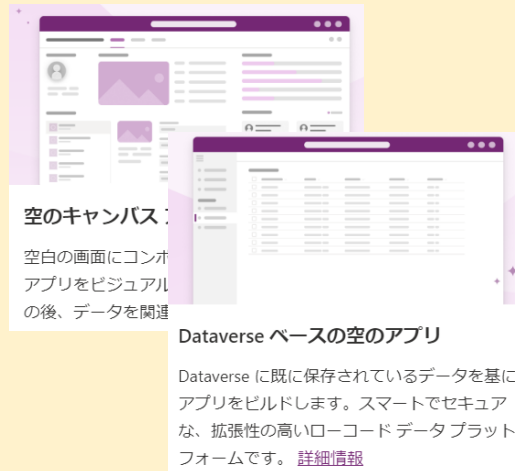 空のキャンバス
空白の画面にコンポ
アプリをビジュアル
の後、データを関連
Dataverse ベースの空のアプリ
Dataverse に既に保存されているデータを基に
アプリをビルドします。スマートでセキュア
な、拡張性の高いローコード データ プラット
フォームです。 詳細情報